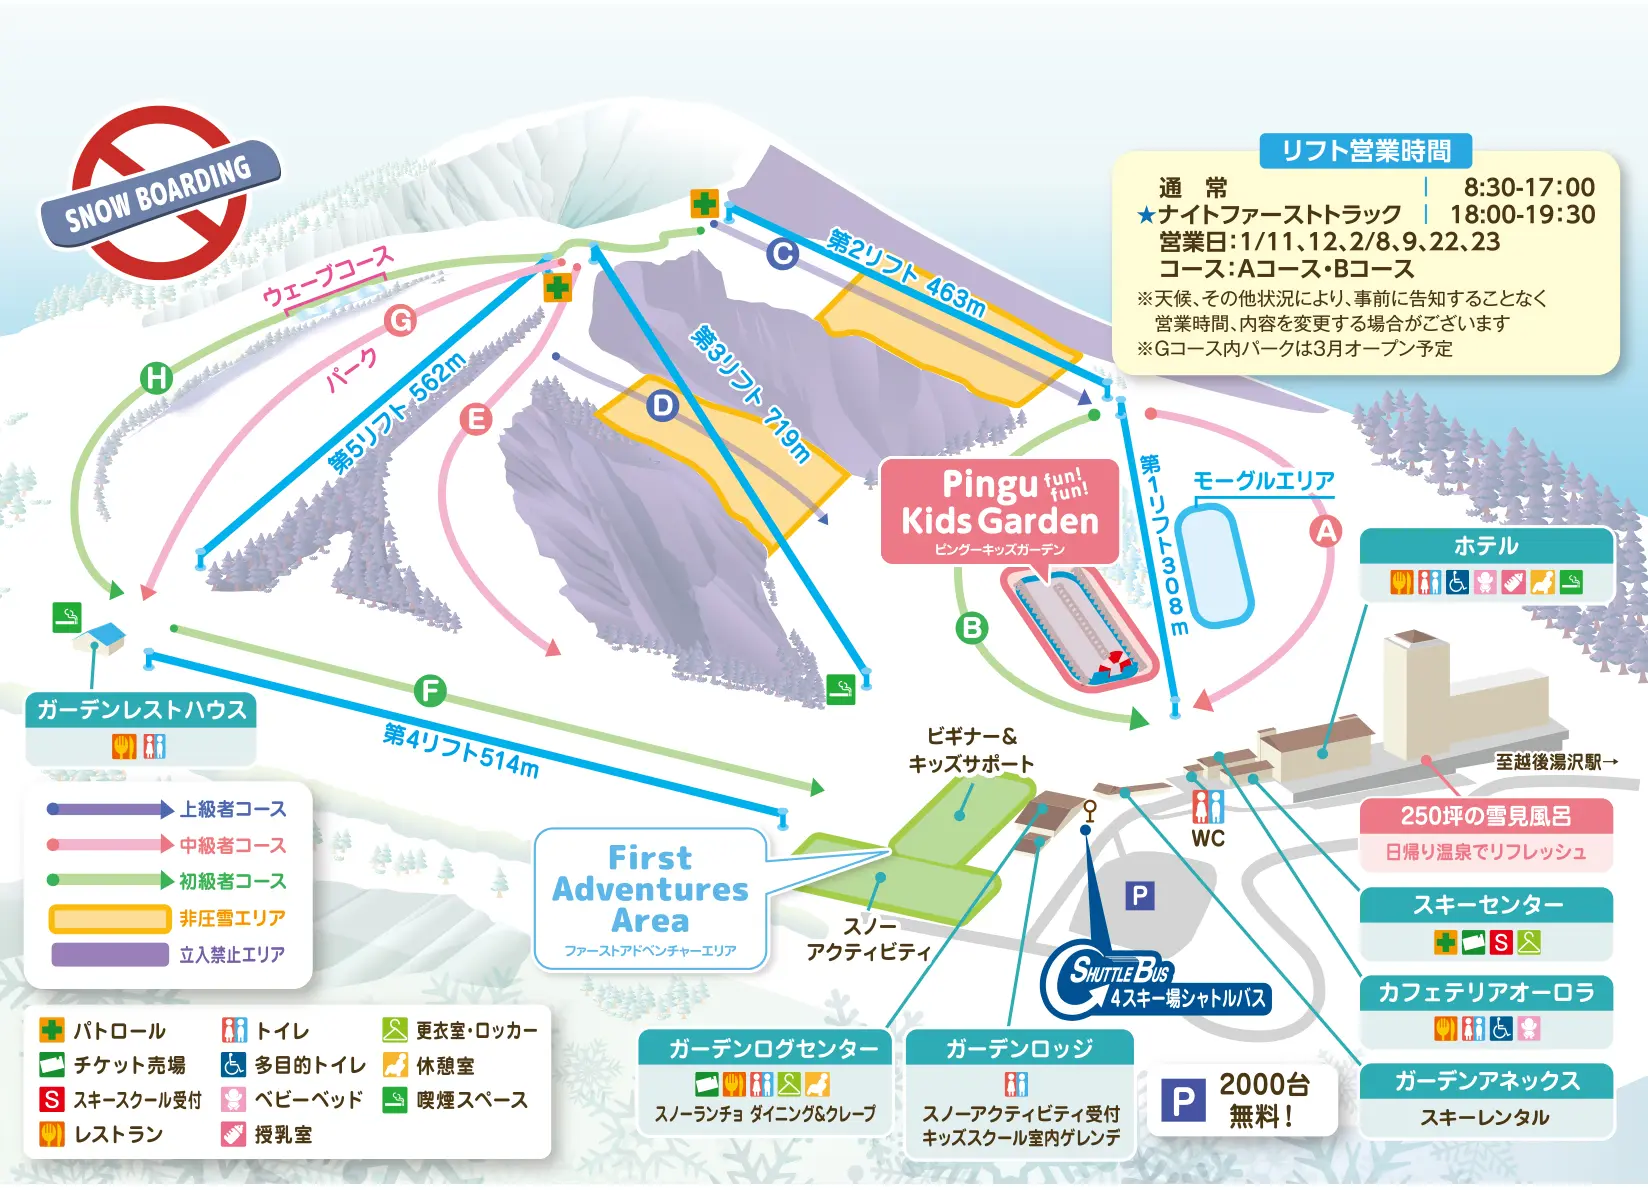 SNOW BOARDING
リフト営業時間
通 常 8:30-17:00
★ナイトファーストトラック 18:00-19:30
営業日:1/11、12、2/8、9、22、23
コース:Aコース・Bコース
※天候、その他状況により、事前に告知することなく
営業時間、内容を変更する場合がございます
※Gコース内パークは3月オープン予定
ウェーブコース
G
パーク
H
第5リフト 562m
E
D
C
第2リフト 463m
第3リフト 719m
Pingu fun! fun!
Kids Garden
ピングーキッズガーデン
第1リフト308m
モーグルエリア
A
B
ホテル
F
第4リフト514m
ガーデンレストハウス
ビギナー&
キッズサポート
至越後湯沢駅→
WC
250坪の雪見風呂
日帰り温泉でリフレッシュ
上級者コース
中級者コース
初級者コース
非圧雪エリア
立入禁止エリア
First
Adventures
Area
ファーストアドベンチャーエリア
スノー
アクティビティ
P
SHUTTLE BUS
4スキー場シャトルバス
スキーセンター
S
カフェテリアオーロラ
ガーデンアネックス
スキーレンタル
パトロール
トイレ
更衣室・ロッカー
チケット売場
多目的トイレ
休憩室
S スキースクール受付
ベビーベッド
喫煙スペース
レストラン
授乳室
ガーデンログセンター
スノーランチョ ダイニング&クレープ
ガーデンロッジ
スノーアクティビティ受付
キッズスクール室内ゲレンデ
P 2000台
無料!